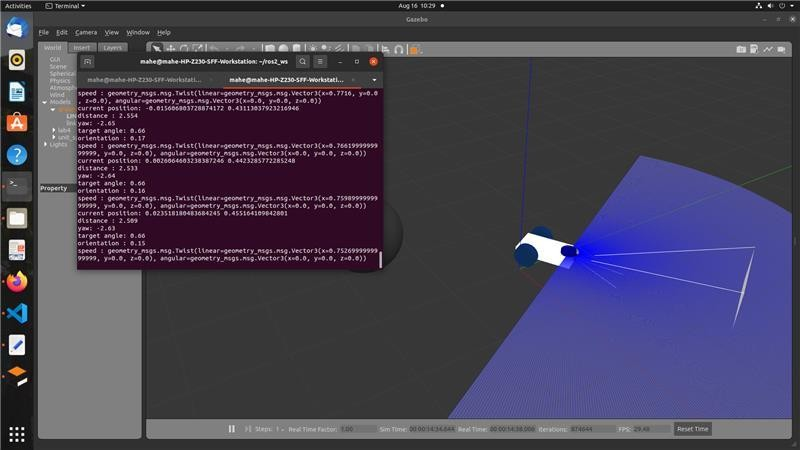 Activities
Terminal
Aug 16 10:29
Gazebo
File Edit Camera View Window Help
World Insert Layers
GUI
Scene
Spherical
Physics
Atmosph
Wind
Models
LIN
link
lab4
unit_s
Lights
Property
mahe@mahe-HP-Z230-SFF-Workstation: ~/ros2_ws
mahe@mahe-HP-Z230-SFF-Workstati...
mahe@mahe-HP-Z230-SFF-Workstati...
speed : geometry_msgs.msg.Twist(linear=geometry_msgs.msg.Vector3(x=0.7716, y=0.0
, z=0.0), angular=geometry_msgs.msg.Vector3(x=0.0, y=0.0, z=0.0))
current position: -0.015606803728874172 0.43113037923216946
distance : 2.554
yaw: -2.65
target angle: 0.66
orientation : 0.17
speed : geometry_msgs.msg.Twist(linear=geometry_msgs.msg.Vector3(x=0.76619999999
99999, y=0.0, z=0.0), angular=geometry_msgs.msg.Vector3(x=0.0, y=0.0, z=0.0))
current position: 0.0026064603238387246 0.4423285772285248
distance : 2.533
yaw: -2.64
target angle: 0.66
orientation : 0.16
speed : geometry_msgs.msg.Twist(linear=geometry_msgs.msg.Vector3(x=0.75989999999
99999, y=0.0, z=0.0), angular=geometry_msgs.msg.Vector3(x=0.0, y=0.0, z=0.0))
current position: 0.023518180483684245 0.455164109842801
distance : 2.509
yaw: -2.63
target angle: 0.66
orientation : 0.15
speed : geometry_msgs.msg.Twist(linear=geometry_msgs.msg.Vector3(x=0.75269999999
99999, y=0.0, z=0.0), angular=geometry_msgs.msg.Vector3(x=0.0, y=0.0, z=0.0))
Steps: 1 Real Time Factor: 1.00 Sim Time: 00:00:14:34.644 Real Time: 00:00:14:38.008 Iterations: 874644 FPS: 29.48 Reset Time